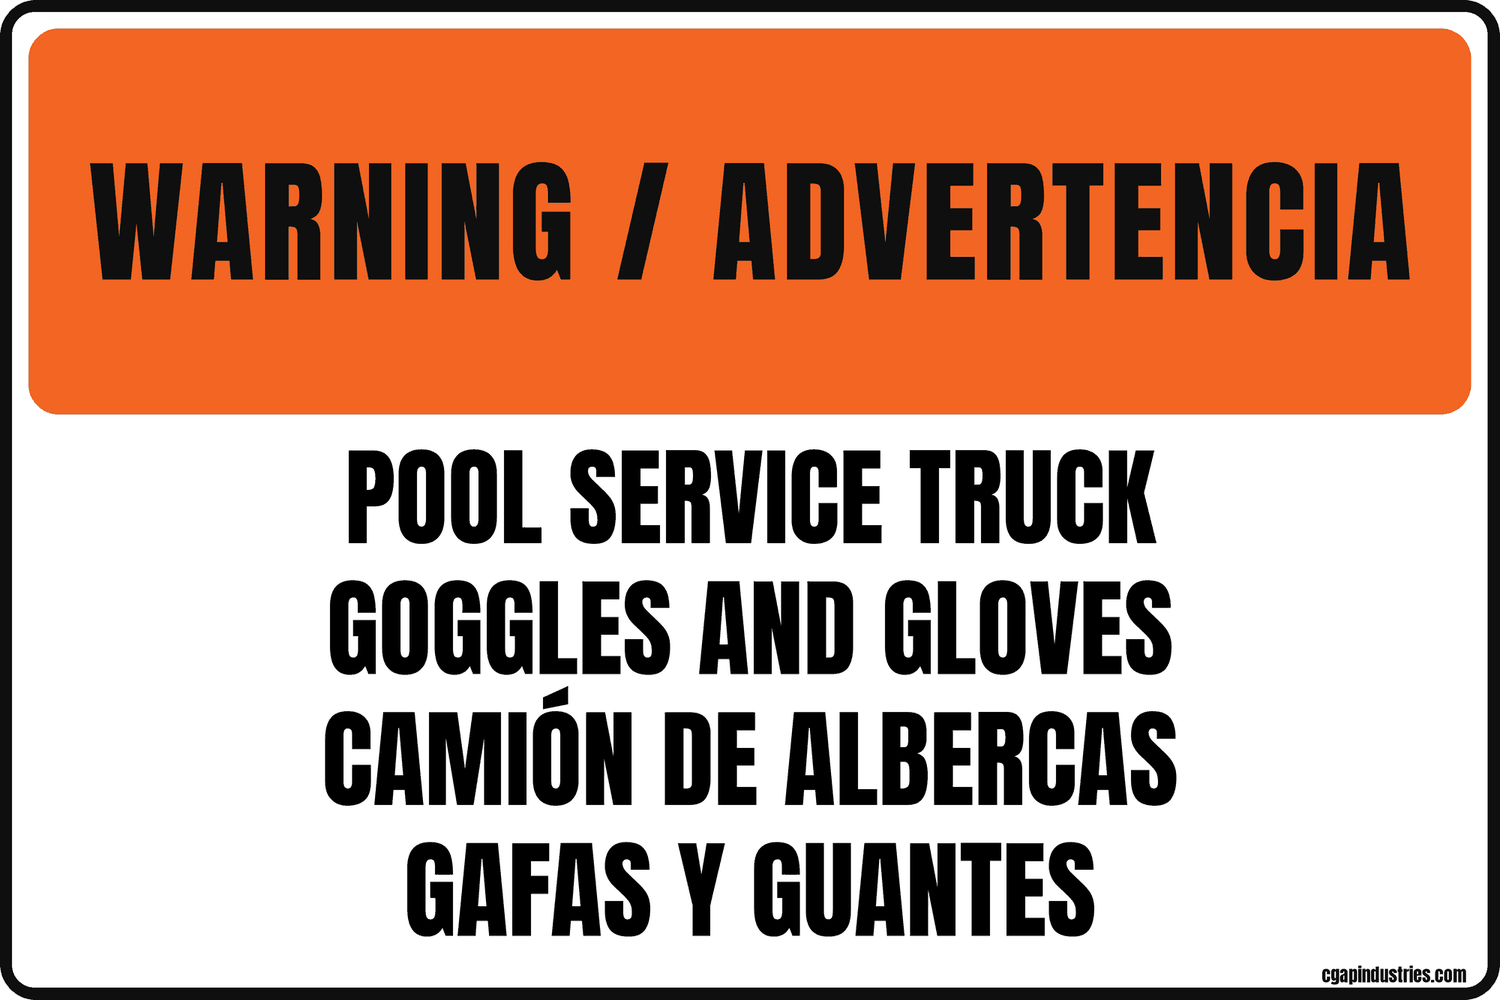 WARNING / ADVERTENCIA
POOL SERVICE TRUCK
GOGGLES AND GLOVES
CAMIÓN DE ALBERCAS
GAFAS Y GUANTES
cgapindustries.com